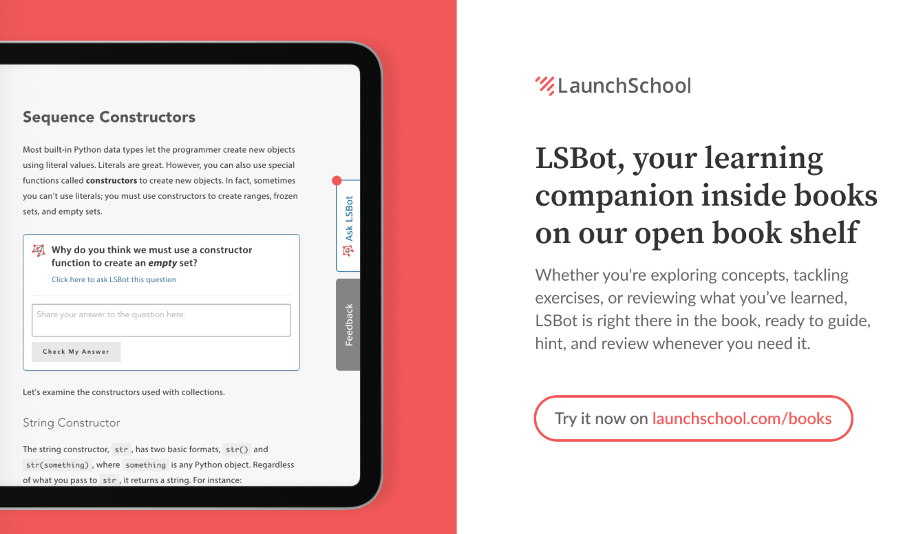 Sequence Constructors
Most built-in Python data types let the programmer create new objects
using literal values. Literals are great. However, you can also use special
functions called constructors to create new objects. In fact, sometimes
you can't use literals; you must use constructors to create ranges, frozen
sets, and empty sets.
Why do you think we must use a constructor
function to create an empty set?
Click here to ask LSBot this question
Share your answer to the question here.
Check My Answer
Let's examine the constructors used with collections.
String Constructor
The string constructor, str, has two basic formats, str() and
str(something), where something is any Python object. Regardless
of what you pass to str, it returns a string. For instance:
Ask LSBot
Feedback
LaunchSchool
LSBot, your learning
companion inside books
on our open book shelf
Whether you're exploring concepts, tackling
exercises, or reviewing what you've learned,
LSBot is right there in the book, ready to guide,
hint, and review whenever you need it.
Try it now on launchschool.com/books